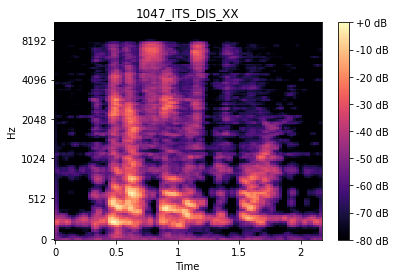 1047_ITS_DIS_XX
+0 dB
8192
-10 dB
4096
-20 dB
-30 dB
2048
Hz
-40 dB
1024
-50 dB
512
-60 dB
-70 dB
0
-80 dB
0
0.5
1
1.5
2
Time